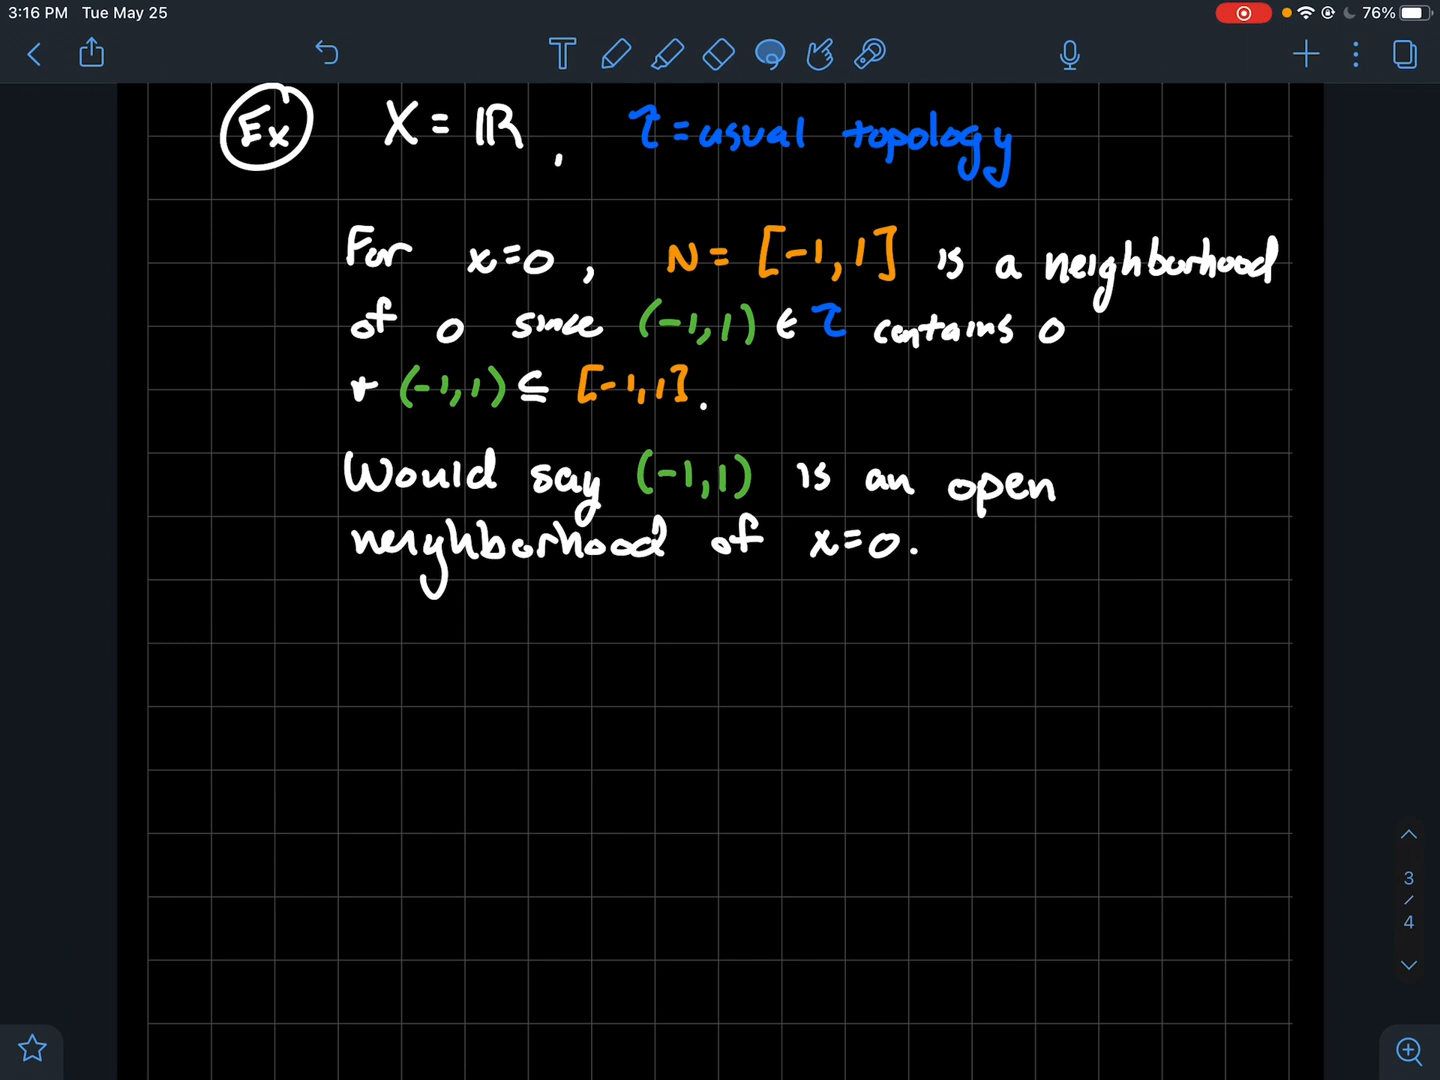 3:16 PM Tue May 25
76%
T
Ex X = ℝ, τ = usual topology
For x=0, N = [-1,1] is a neighborhood
of 0 since (-1,1) ∈ τ contains 0
+ (-1,1) ⊆ [-1,1].
Would say (-1,1) is an open
neighborhood of x=0.
3
/
4